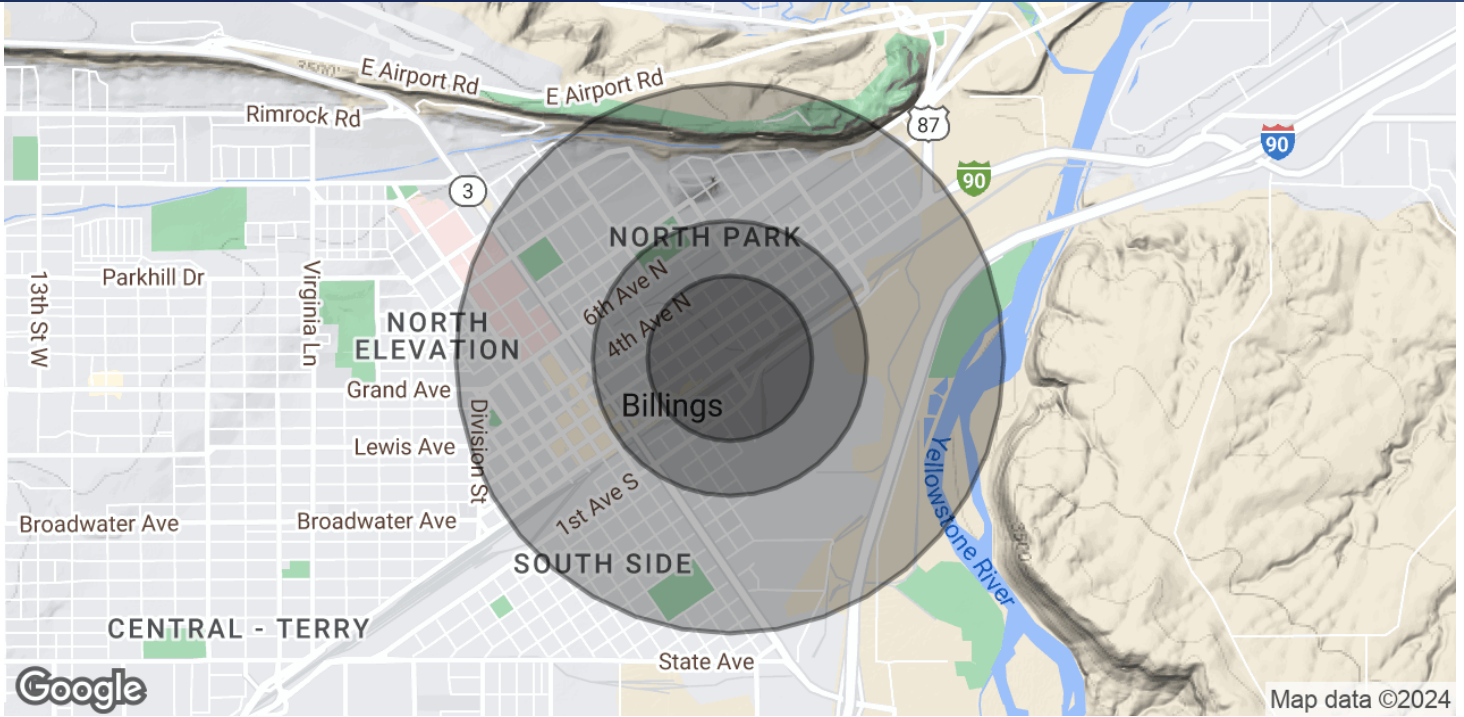 3500'
E Airport Rd
E Airport Rd
Rimrock Rd
87
90
90
3
NORTH PARK
13th St W
Parkhill Dr
Virginia Ln
6th Ave N
4th Ave N
NORTH
ELEVATION
Grand Ave
Billings
Division St
Lewis Ave
Yellowstone River
1st Ave S
Broadwater Ave
Broadwater Ave
3500
SOUTH SIDE
CENTRAL - TERRY
State Ave
Google
Map data ©2024